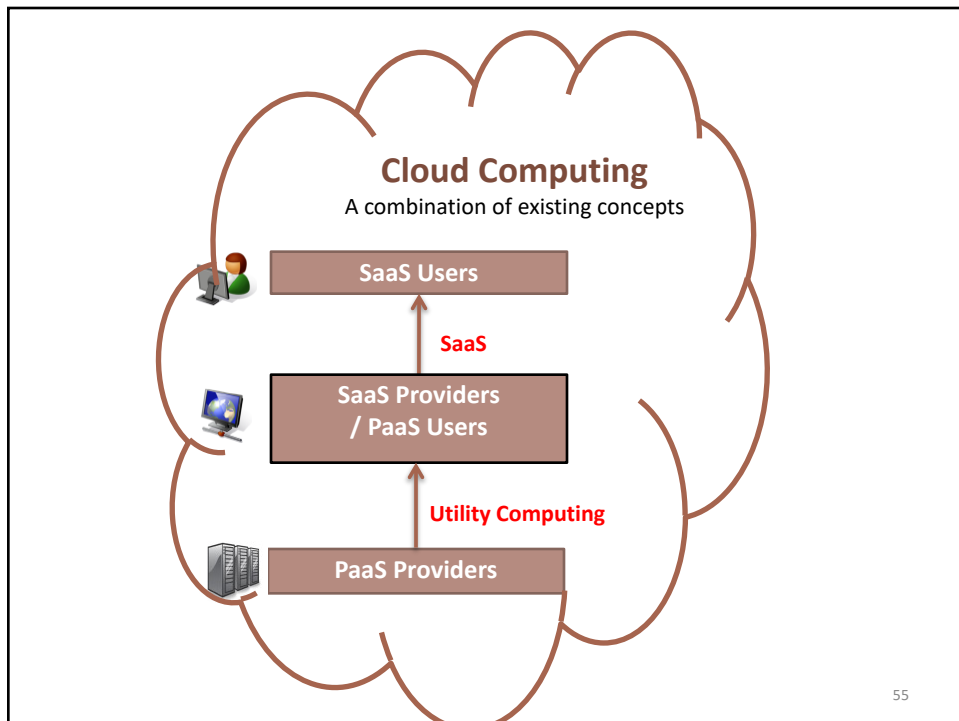 Cloud Computing
A combination of existing concepts
SaaS Users
SaaS
SaaS Providers
/ PaaS Users
Utility Computing
PaaS Providers
55